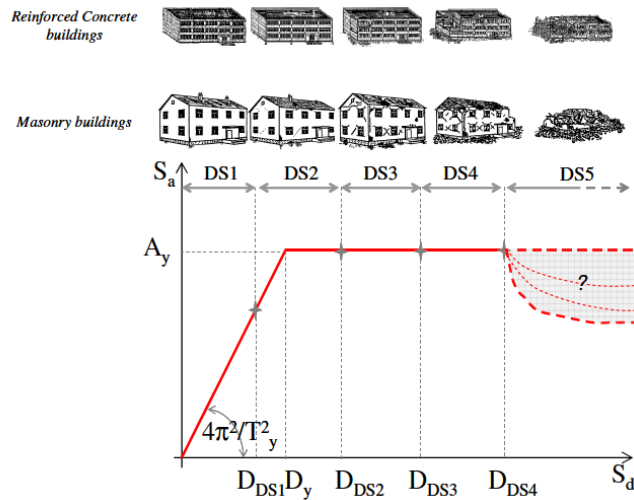 Reinforced Concrete
buildings
Masonry buildings
Sa
DS1 DS2 DS3 DS4 DS5
Ay
?
4π²/T²y
DDS1 Dy DDS2 DDS3 DDS4 Sd